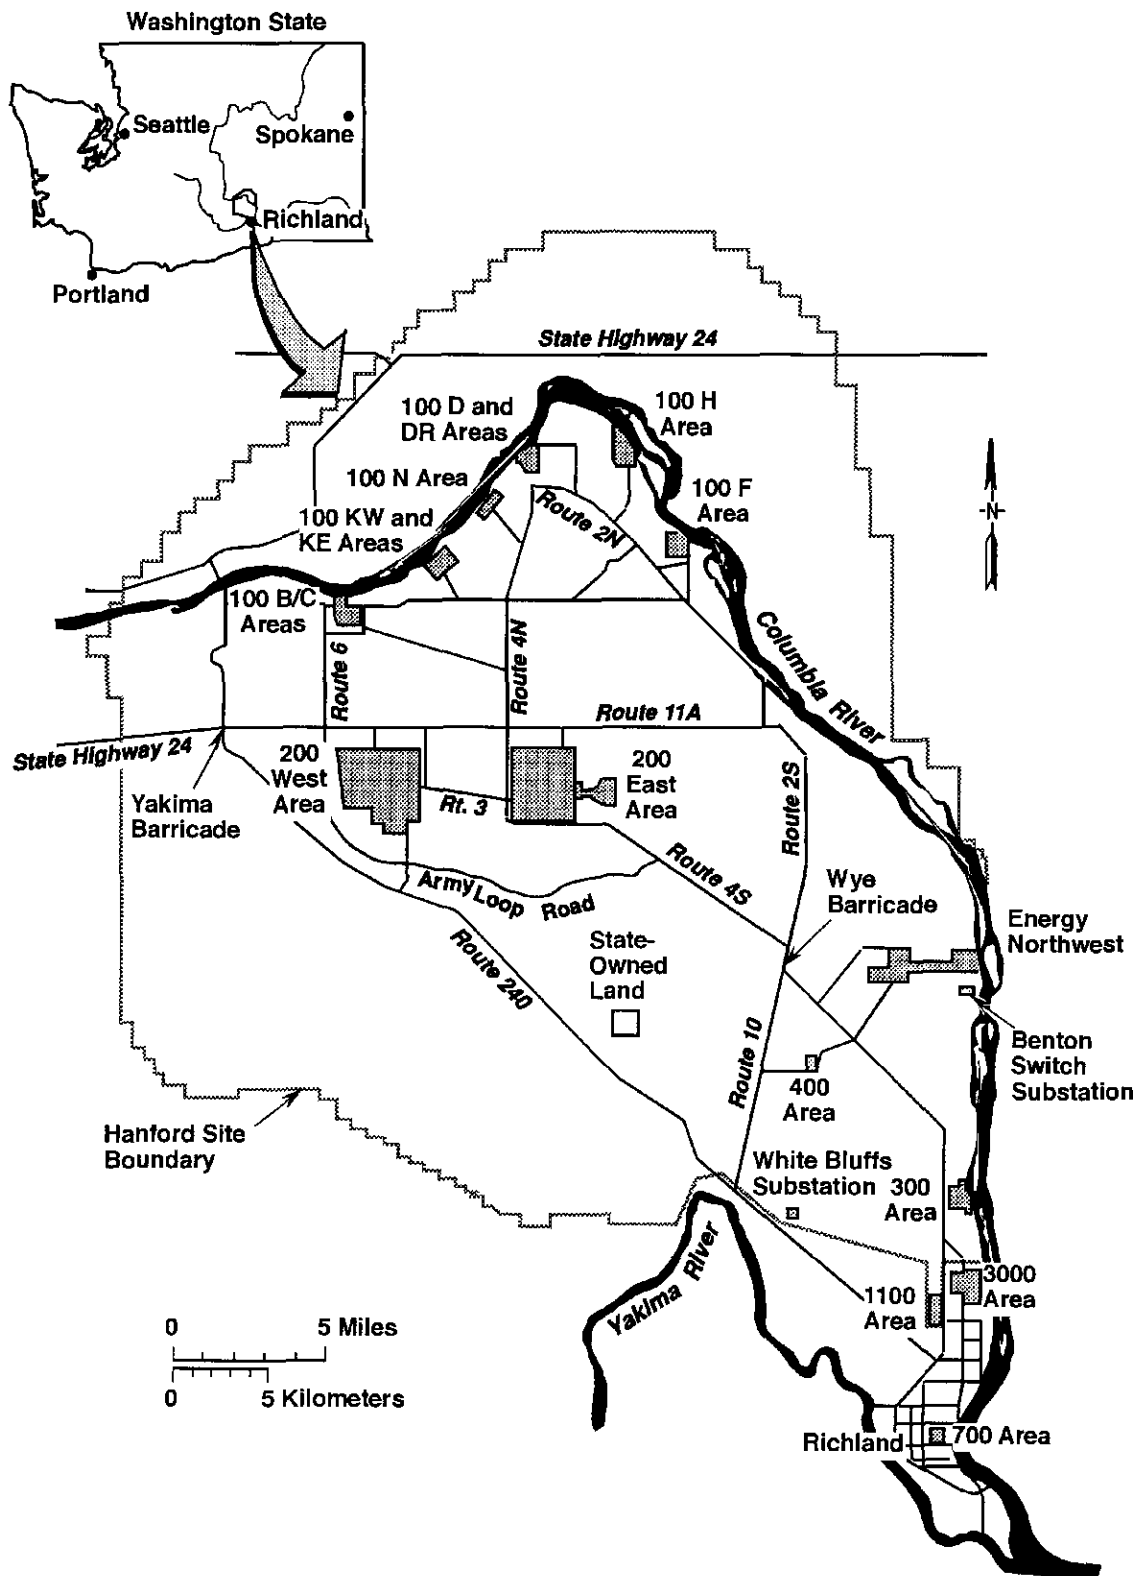 Washington State
Seattle
Spokane
Richland
Portland
State Highway 24
100 D and
DR Areas
100 H
Area
100 N Area
100 F
Area
Route 2N
100 KW and
KE Areas
N
100 B/C
Areas
Columbia River
Route 6
Route 4N
Route 11A
State Highway 24
200
West
Area
200
East
Area
Rt. 3
Route 2S
Yakima
Barricade
Route 4S
Army Loop Road
Wye
Barricade
Energy
Northwest
State-
Owned
Land
Route 240
Route 10
Benton
Switch
Substation
400
Area
Hanford Site
Boundary
White Bluffs
Substation
300
Area
Yakima River
1100
Area
3000
Area
0 5 Miles
0 5 Kilometers
Richland
700 Area